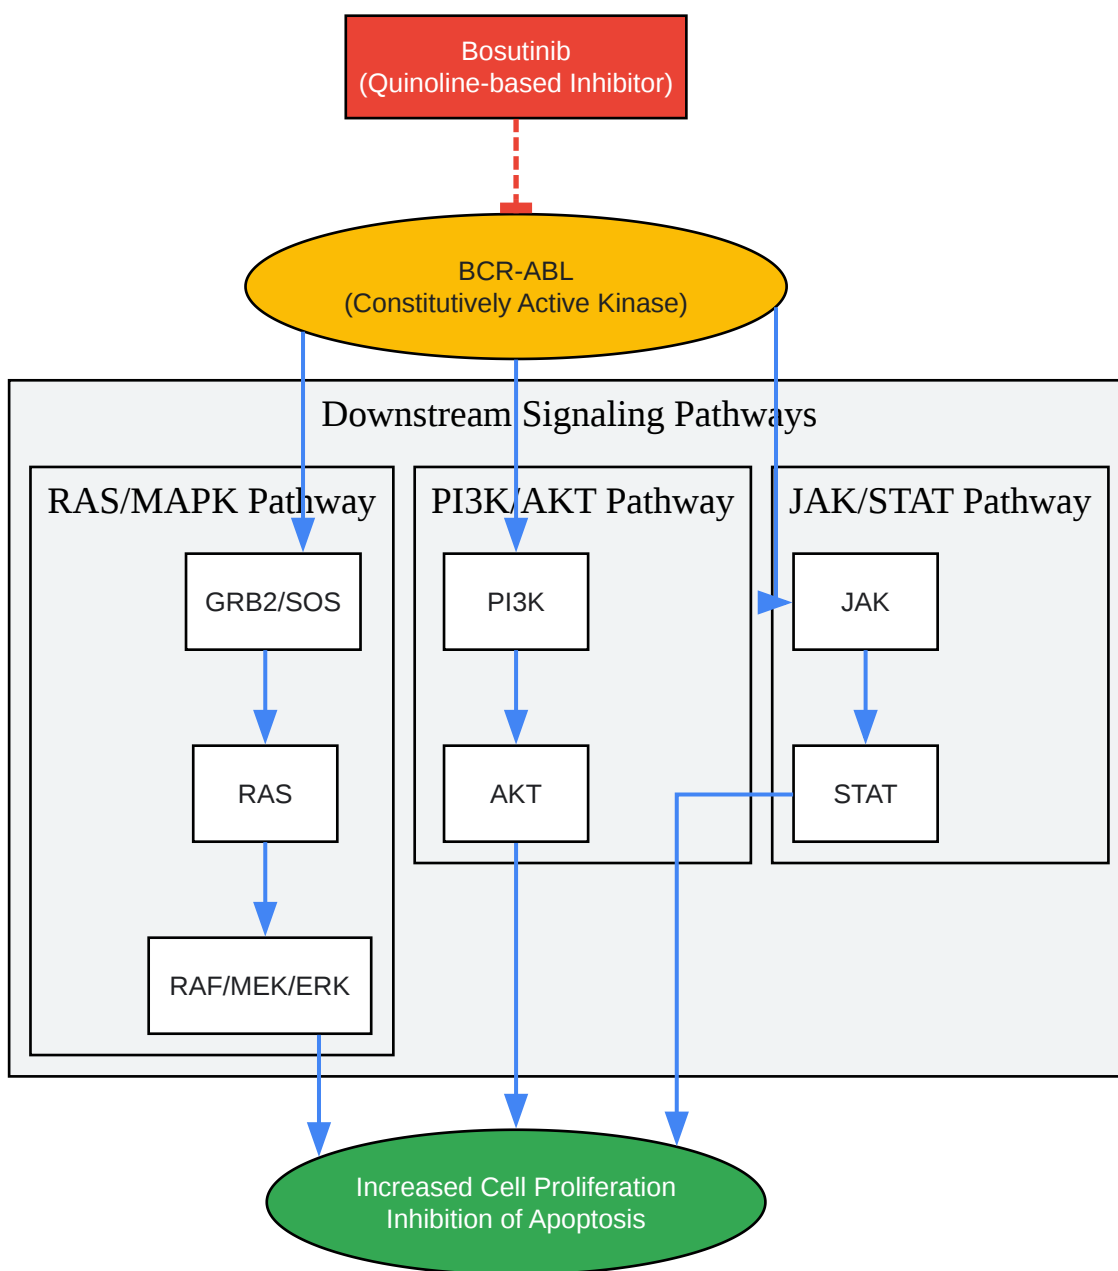 Bosutinib
(Quinoline-based Inhibitor)
BCR-ABL
(Constitutively Active Kinase)
Downstream Signaling Pathways
RAS/MAPK Pathway
PI3K/AKT Pathway
JAK/STAT Pathway
GRB2/SOS
PI3K
JAK
RAS
AKT
STAT
RAF/MEK/ERK
Increased Cell Proliferation
Inhibition of Apoptosis